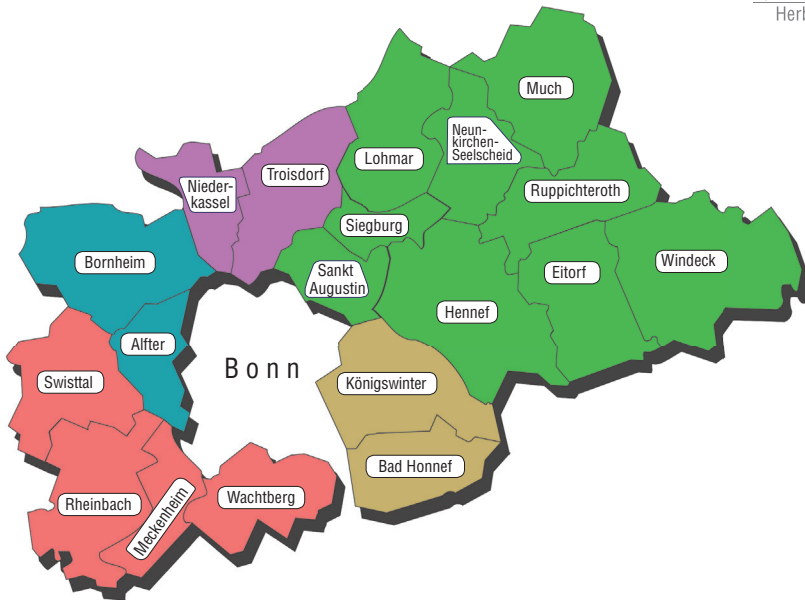 Herb
Much
Neun-
kirchen-
Seelscheid
Lohmar
Troisdorf
Nieder-
kassel
Ruppichteroth
Siegburg
Bornheim
Sankt
Augustin
Eitorf
Windeck
Hennef
Alfter
Bonn
Swisttal
Königswinter
Bad Honnef
Rheinbach
Meckenheim
Wachtberg